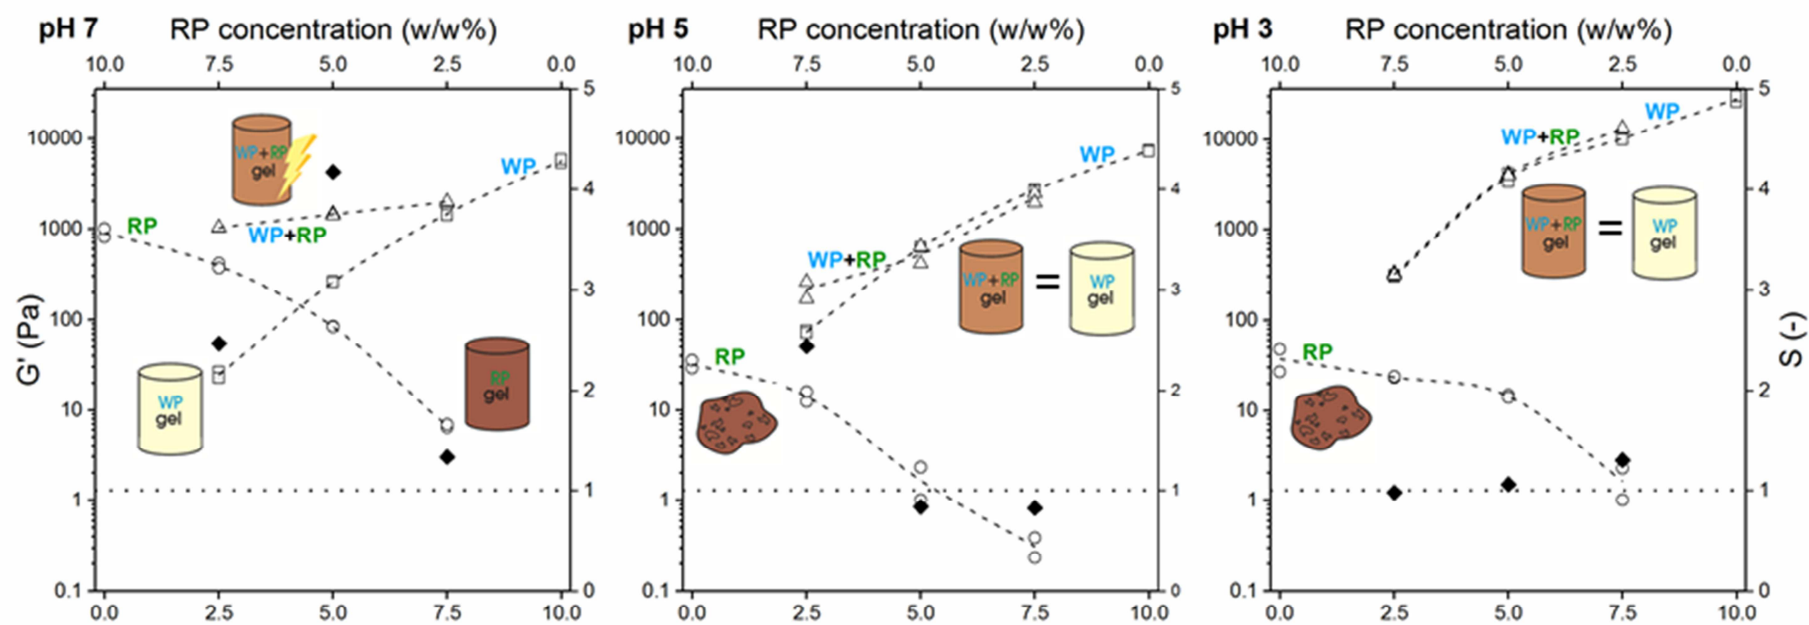 pH 7 RP concentration (w/w%)
10.0 7.5 5.0 2.5 0.0
G' (Pa)
10000
1000
100
10
1
0.1
5
4
3
2
1
0
0.0 2.5 5.0 7.5 10.0
WP+RP
gel
WP
RP
WP+RP
WP
gel
RP
gel
pH 5 RP concentration (w/w%)
10.0 7.5 5.0 2.5 0.0
10000
1000
100
10
1
0.1
5
4
3
2
1
0
0.0 2.5 5.0 7.5 10.0
WP
WP+RP
WP+RP
gel
=
WP
gel
RP
pH 3 RP concentration (w/w%)
10.0 7.5 5.0 2.5 0.0
10000
1000
100
10
1
0.1
5
4
3
2
1
0
S (-)
0.0 2.5 5.0 7.5 10.0
WP
WP+RP
WP+RP
gel
=
WP
gel
RP